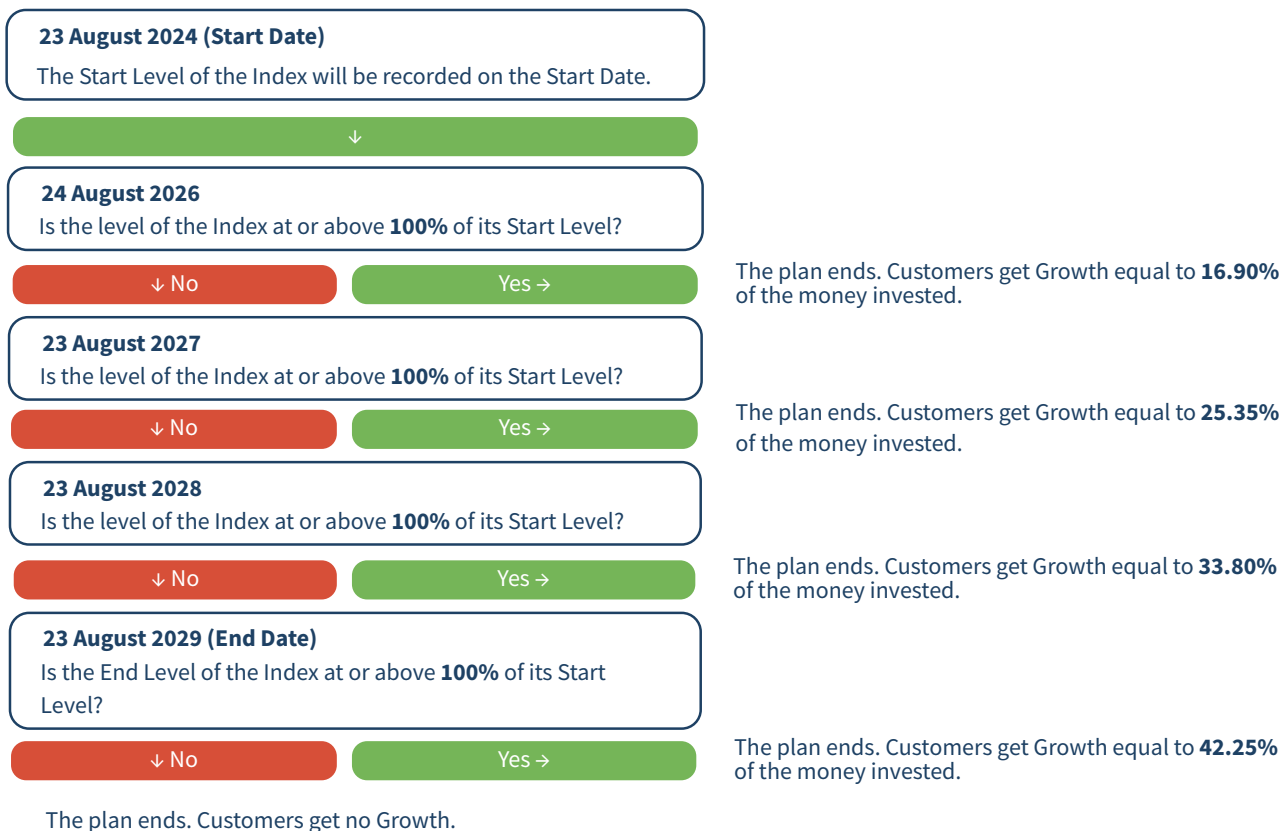 23 August 2024 (Start Date)
The Start Level of the Index will be recorded on the Start Date.
↓
24 August 2026
Is the level of the Index at or above 100% of its Start Level?
↓ No
Yes →
The plan ends. Customers get Growth equal to 16.90%
of the money invested.
23 August 2027
Is the level of the Index at or above 100% of its Start Level?
↓ No
Yes →
The plan ends. Customers get Growth equal to 25.35%
of the money invested.
23 August 2028
Is the level of the Index at or above 100% of its Start Level?
↓ No
Yes →
The plan ends. Customers get Growth equal to 33.80%
of the money invested.
23 August 2029 (End Date)
Is the End Level of the Index at or above 100% of its Start
Level?
↓ No
Yes →
The plan ends. Customers get Growth equal to 42.25%
of the money invested.
The plan ends. Customers get no Growth.